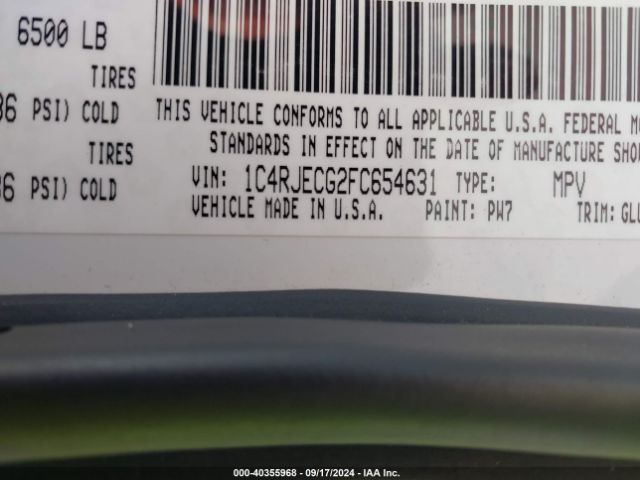 6500 LB
TIRES
36 PSI) COLD
THIS VEHICLE CONFORMS TO ALL APPLICABLE U.S.A. FEDERAL
TIRES
STANDARDS IN EFFECT ON THE DATE OF MANUFACTURE
36 PSI) COLD
VIN: 1C4RJECG2FC654631 TYPE: MPV
VEHICLE MADE IN U.S.A. PAINT: PW7 TRIM:
000-40355968 - 09/17/2024 - IAA Inc.